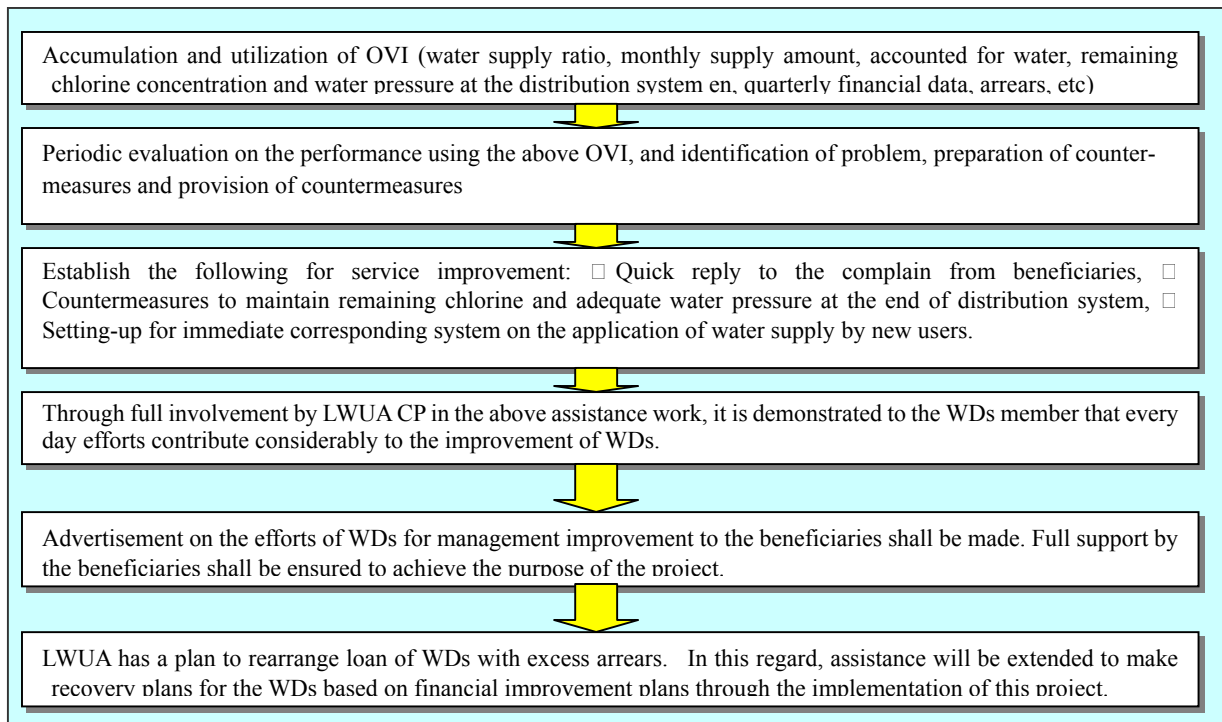 Accumulation and utilization of OVI (water supply ratio, monthly supply amount, accounted for water, remaining
chlorine concentration and water pressure at the distribution system en, quarterly financial data, arrears, etc)
Periodic evaluation on the performance using the above OVI, and identification of problem, preparation of counter-
measures and provision of countermeasures
Establish the following for service improvement: □ Quick reply to the complain from beneficiaries, □
Countermeasures to maintain remaining chlorine and adequate water pressure at the end of distribution system, □
Setting-up for immediate corresponding system on the application of water supply by new users.
Through full involvement by LWUA CP in the above assistance work, it is demonstrated to the WDs member that every
day efforts contribute considerably to the improvement of WDs.
Advertisement on the efforts of WDs for management improvement to the beneficiaries shall be made. Full support by
the beneficiaries shall be ensured to achieve the purpose of the project.
LWUA has a plan to rearrange loan of WDs with excess arrears. In this regard, assistance will be extended to make
recovery plans for the WDs based on financial improvement plans through the implementation of this project.